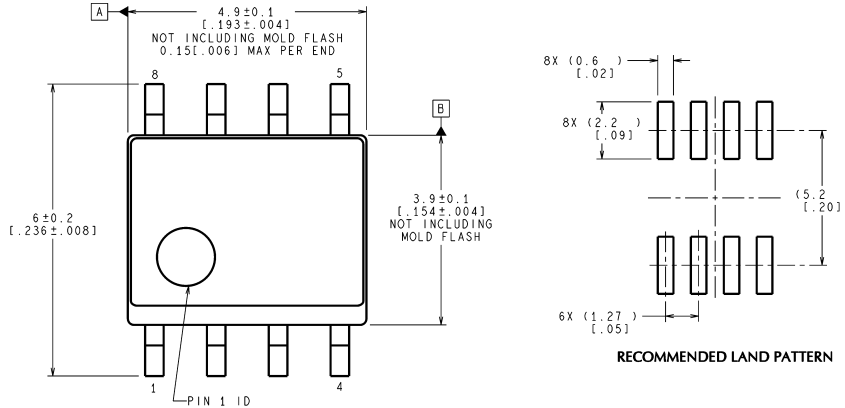 A
4.9±0.1
[.193±.004]
NOT INCLUDING MOLD FLASH
0.15[.006] MAX PER END
8
5
B
6±0.2
[.236±.008]
3.9±0.1
[.154±.004]
NOT INCLUDING
MOLD FLASH
1
4
PIN 1 ID
8X (0.6 )
[.02]
8X (2.2 )
[.09]
(5.2
[.20]
6X (1.27 )
[.05]
RECOMMENDED LAND PATTERN